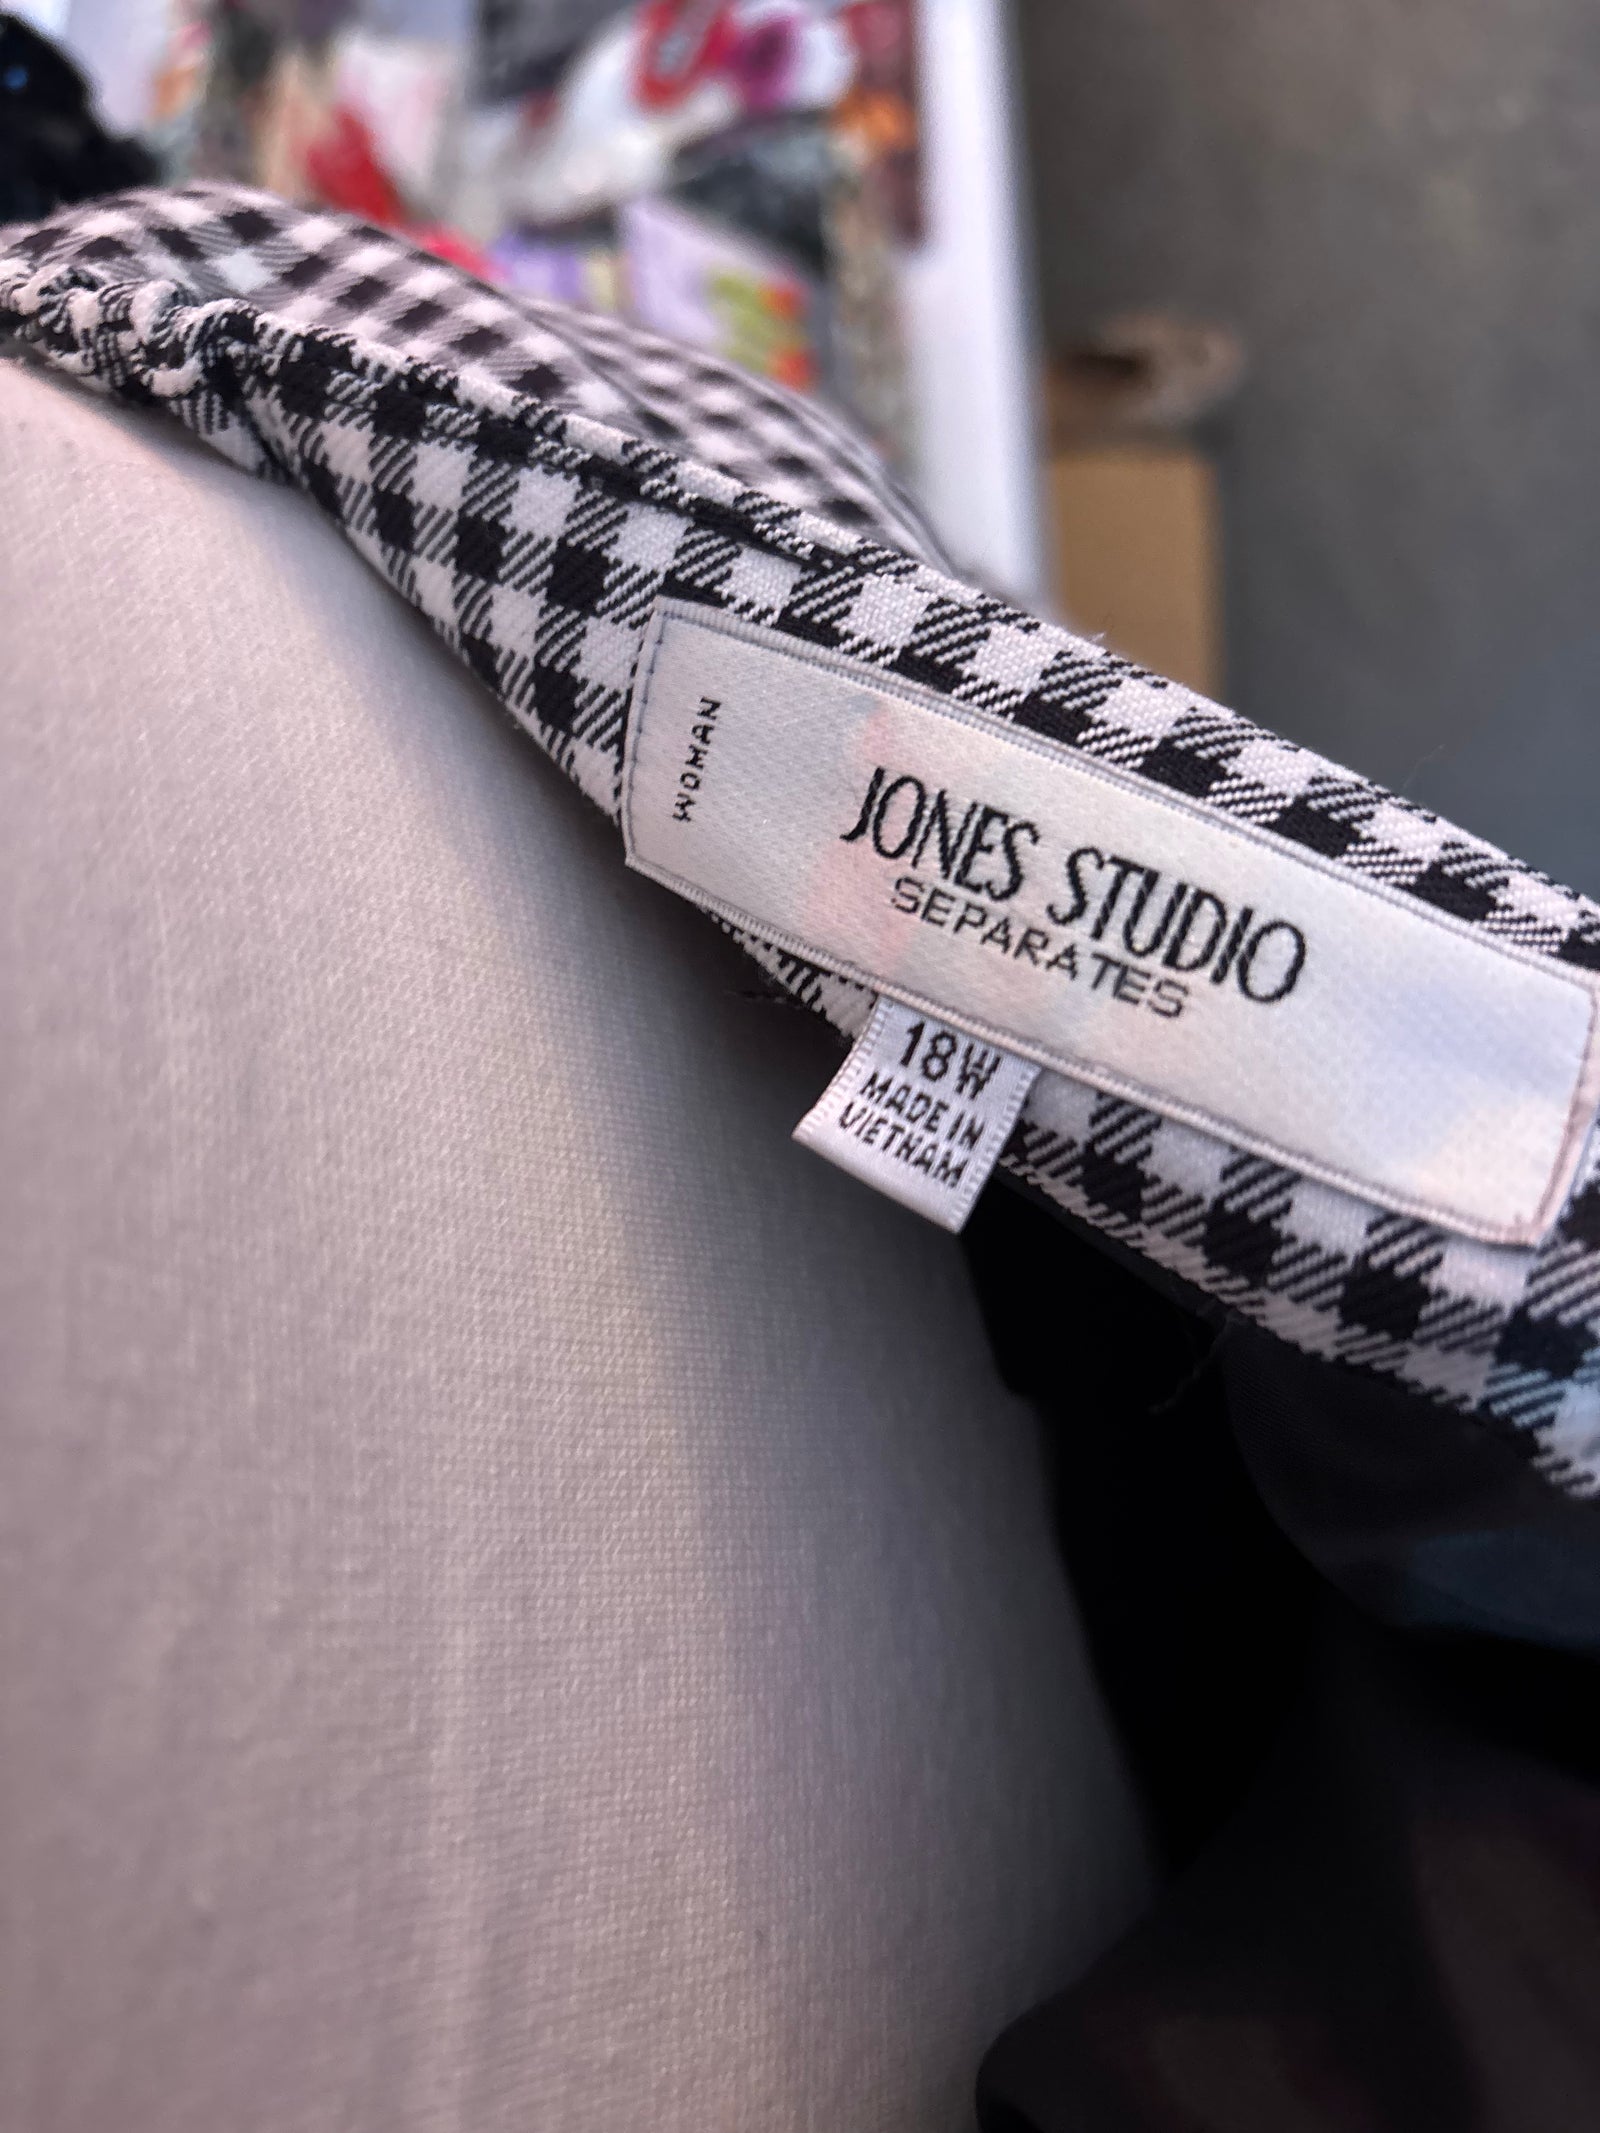 WOMAN
JONES STUDIO
SEPARATES
18W
MADE IN
VIETNAM